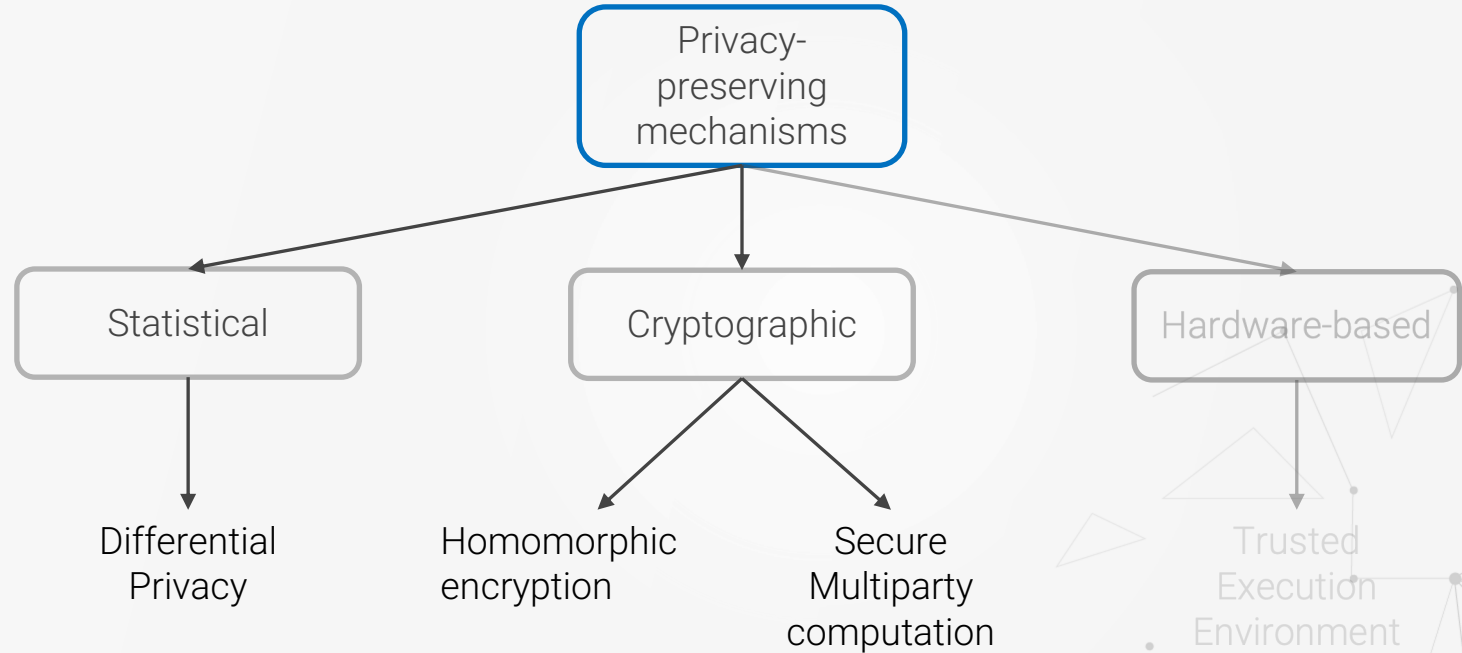 Privacy-
preserving
mechanisms
Statistical
Cryptographic
Hardware-based
Differential
Privacy
Homomorphic
encryption
Secure
Multiparty
computation
Trusted
Execution
Environment